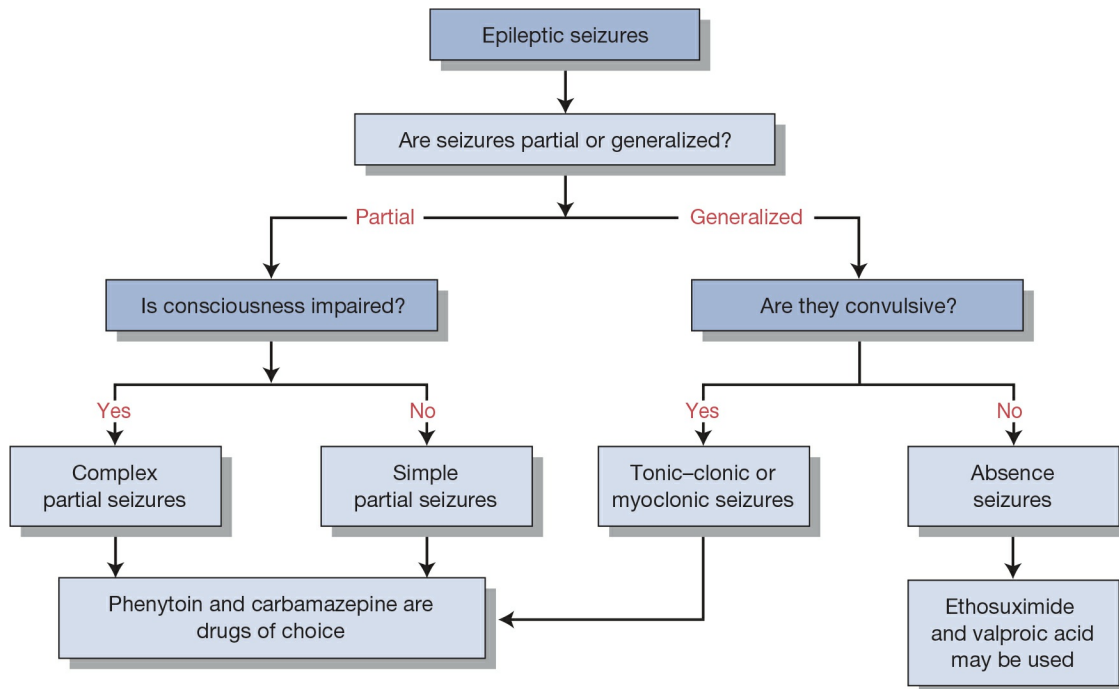 Epileptic seizures
Are seizures partial or generalized?
Partial
Generalized
Is consciousness impaired?
Are they convulsive?
Yes
No
Yes
No
Complex
partial seizures
Simple
partial seizures
Tonic–clonic or
myoclonic seizures
Absence
seizures
Phenytoin and carbamazepine are
drugs of choice
Ethosuximide
and valproic acid
may be used